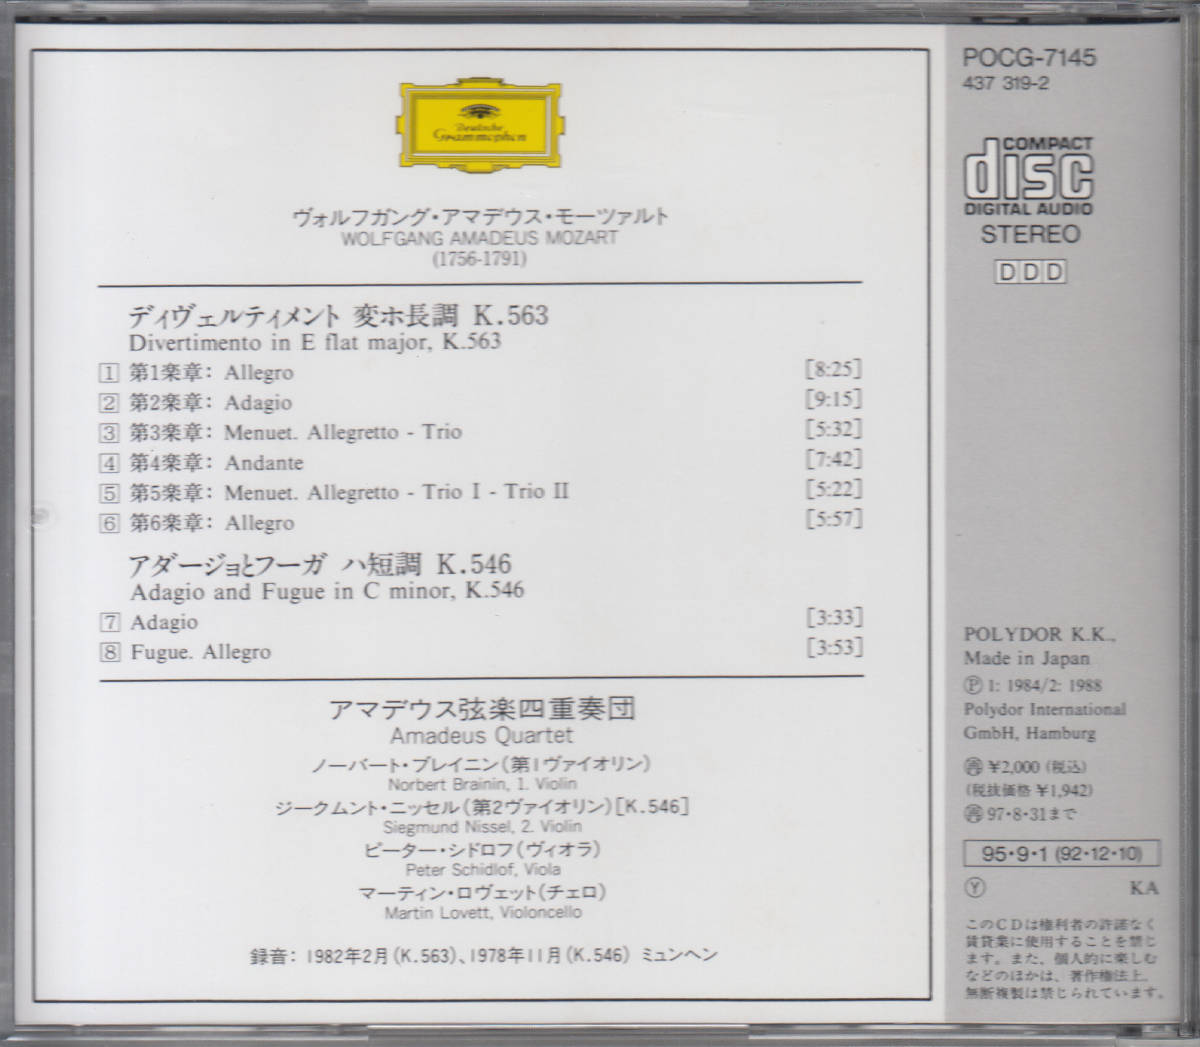 Deutsche
Grammophon
ヴォルフガング・アマデウス・モーツァルト
WOLFGANG AMADEUS MOZART
(1756-1791)
ディヴェルティメント 変ホ長調 K.563
Divertimento in E flat major, K.563
1 第1楽章: Allegro [8:25]
2 第2楽章: Adagio [9:15]
3 第3楽章: Menuet. Allegretto - Trio [5:32]
4 第4楽章: Andante [7:42]
5 第5楽章: Menuet. Allegretto - Trio I - Trio II [5:22]
6 第6楽章: Allegro [5:57]
アダージョとフーガ ハ短調 K.546
Adagio and Fugue in C minor, K.546
7 Adagio [3:33]
8 Fugue. Allegro [3:53]
アマデウス弦楽四重奏団
Amadeus Quartet
ノーバート・ブレイニン(第1ヴァイオリン)
Norbert Brainin, 1. Violin
ジークムント・ニッセル(第2ヴァイオリン)[K.546]
Siegmund Nissel, 2. Violin
ピーター・シドロフ(ヴィオラ)
Peter Schidlof, Viola
マーティン・ロヴェット(チェロ)
Martin Lovett, Violoncello
録音: 1982年2月(K.563)、1978年11月(K.546) ミュンヘン
POCG-7145
437 319-2
COMPACT
disc
DIGITAL AUDIO
STEREO
DDD
POLYDOR K.K.,
Made in Japan
Ⓟ 1: 1984/2: 1988
Polydor International
GmbH, Hamburg
㊢ ¥2,000 (税込)
(税抜価格 ¥1,942)
㊢ 97・8・31まで
95・9・1 (92・12・10)
Ⓨ KA
このCDは権利者の許諾なく
賃貸業に使用することを禁じ
ます。また、個人的に楽しむ
などのほかは、著作権法上、
無断複製は禁じられています。